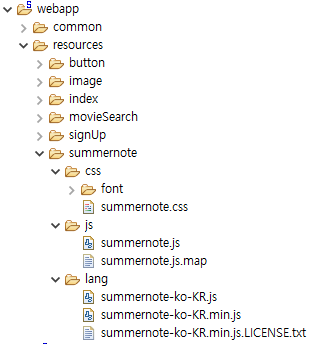 webapp
common
resources
button
image
index
movieSearch
signUp
summernote
css
font
summernote.css
js
summernote.js
summernote.js.map
lang
summernote-ko-KR.js
summernote-ko-KR.min.js
summernote-ko-KR.min.js.LICENSE.txt